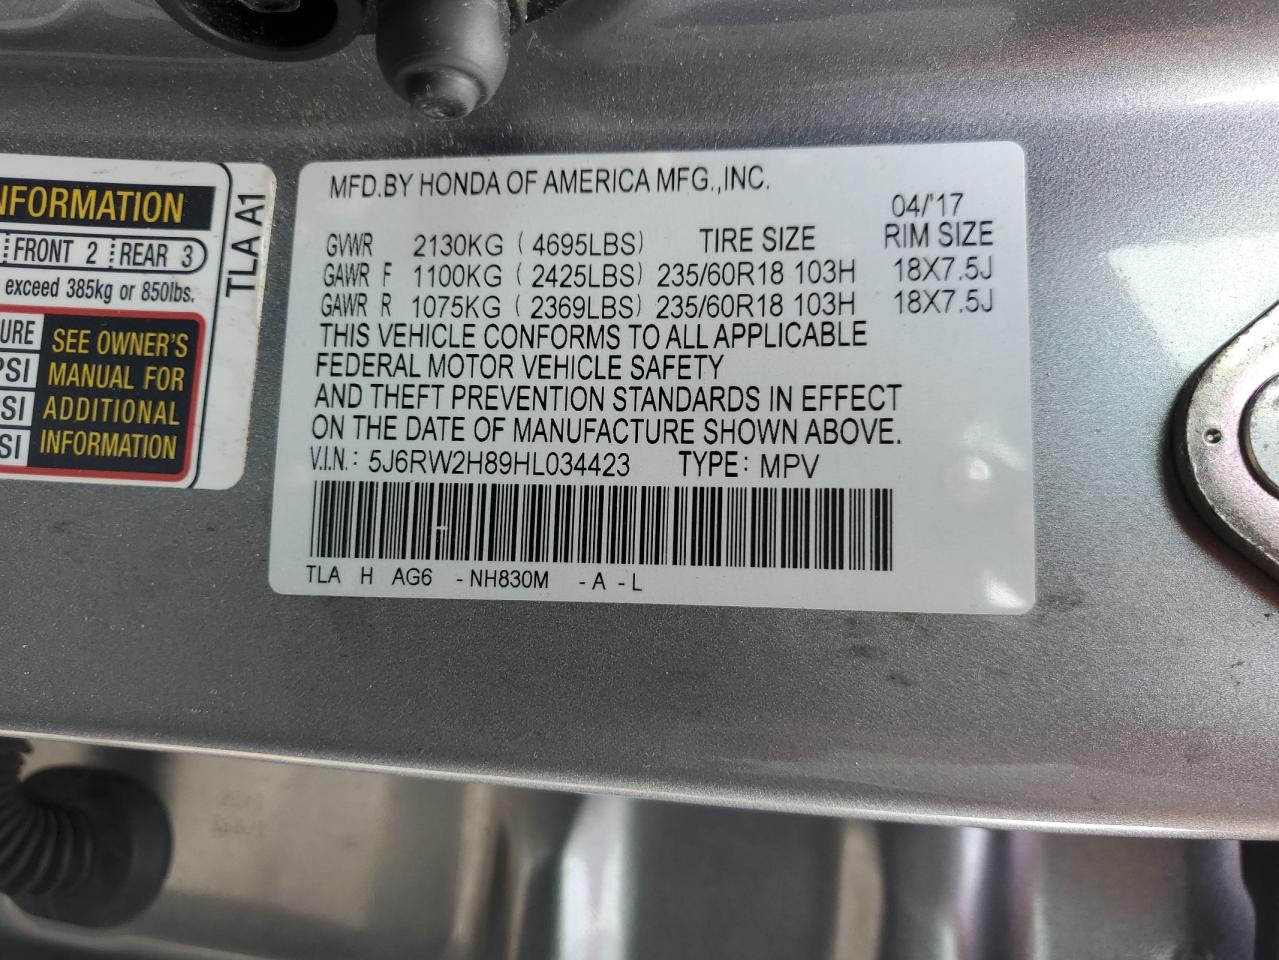 NFORMATION
FRONT 2 REAR 3
exceed 385kg or 850lbs.
URE
PSI
SI
SI
SEE OWNER'S
MANUAL FOR
ADDITIONAL
INFORMATION
TLA A1
MFD.BY HONDA OF AMERICA MFG.,INC.
04/'17
GVWR 2130KG ( 4695LBS) TIRE SIZE RIM SIZE
GAWR F 1100KG ( 2425LBS) 235/60R18 103H 18X7.5J
GAWR R 1075KG ( 2369LBS) 235/60R18 103H 18X7.5J
THIS VEHICLE CONFORMS TO ALL APPLICABLE
FEDERAL MOTOR VEHICLE SAFETY
AND THEFT PREVENTION STANDARDS IN EFFECT
ON THE DATE OF MANUFACTURE SHOWN ABOVE.
V.I.N.: 5J6RW2H89HL034423 TYPE: MPV
TLA H AG6 -NH830M -A -L